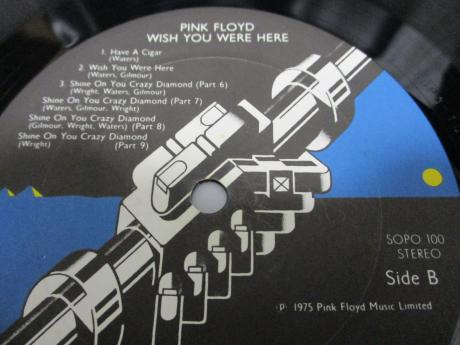 PINK FLOYD
WISH YOU WERE HERE
1. Have A Cigar
(Waters)
2. Wish You Were Here
(Waters, Gilmour)
3. Shine On You Crazy Diamond (Part 6)
(Wright, Waters, Gilmour)
Shine On You Crazy Diamond (Part 7)
(Waters, Gilmour, Wright)
Shine On You Crazy Diamond
(Gilmour, Wright, Waters) (Part 8)
Shine On You Crazy Diamond
(Wright) (Part 9)
SOPO 100
STEREO
Side B
℗ 1975 Pink Floyd Music Limited